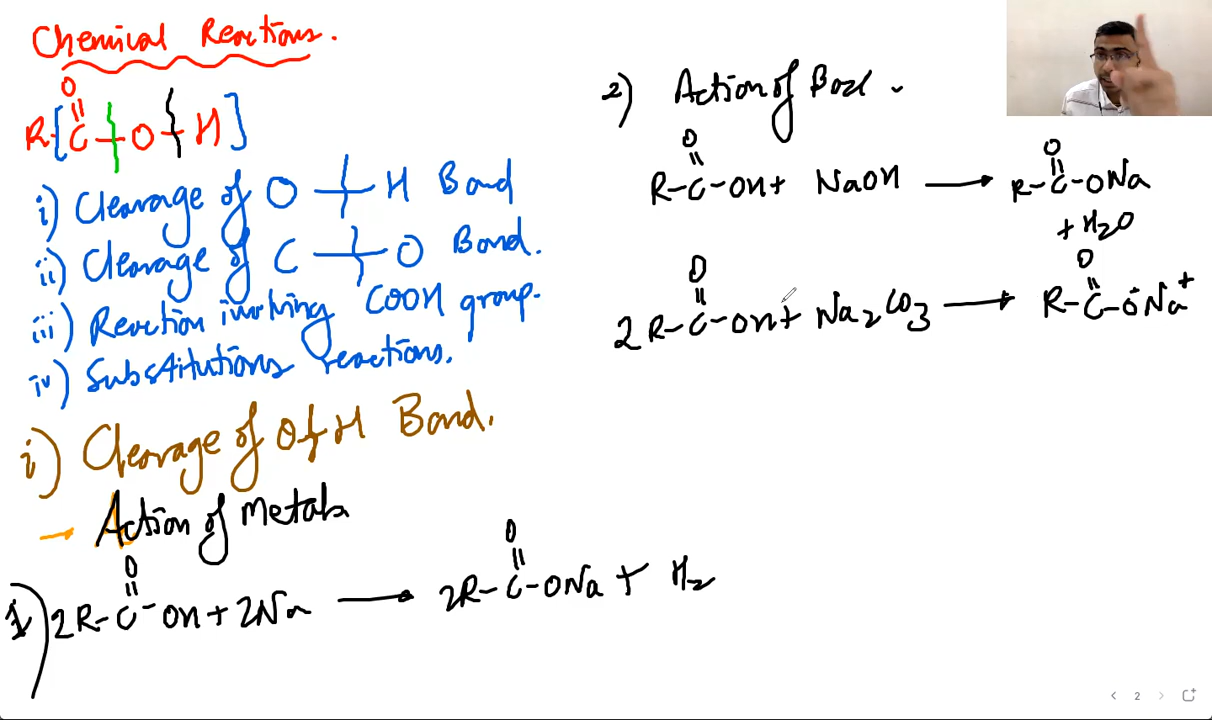 Chemical Reactions.
O
R[C-O-H]
i) Cleavage of O-H Bond
ii) Cleavage of C-O Bond.
iii) Reaction involving COOH group.
iv) Substitutions reactions.
i) Cleavage of O-H Bond.
→ Action of Metals
O O
1) 2R-C-OH + 2Na → 2R-C-ONa + H2
2) Action of
O O
R-C-OH + NaOH → R-C-ONa
+ H2O
O O
2R-C-OH + Na2CO3 → R-C-O⁻Na⁺
2